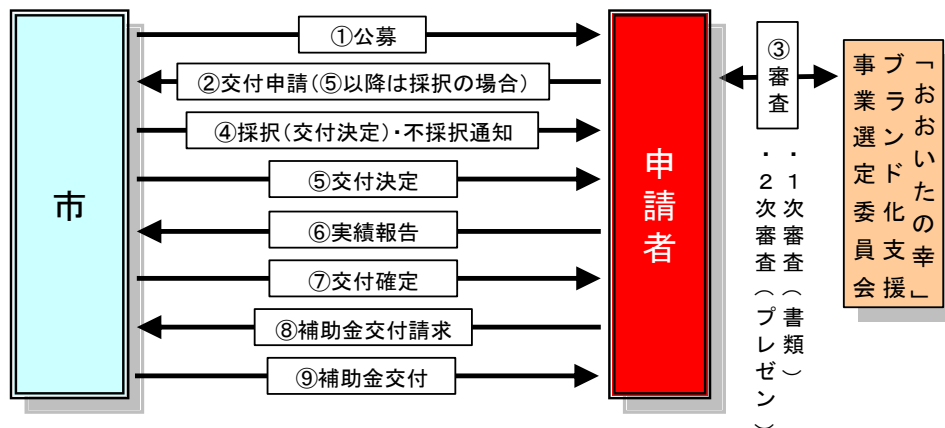 市
①公募
②交付申請(⑤以降は採択の場合)
④採択(交付決定)・不採択通知
⑤交付決定
⑥実績報告
⑦交付確定
⑧補助金交付請求
⑨補助金交付
申請者
③審査
・1次審査(書類)
・2次審査(プレゼン)
「おおいたの幸」
ブランド化支援
事業選定委員会